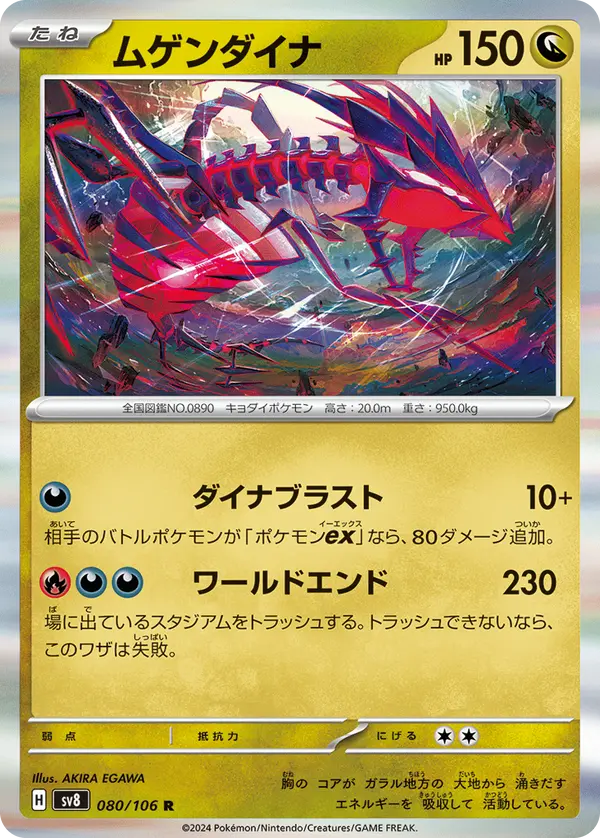 たね
ムゲンダイナ
HP 150
全国図鑑NO.0890 キョダイポケモン 高さ:20.0m 重さ:950.0kg
ダイナブラスト 10+
相手のバトルポケモンが「ポケモンex」なら、80ダメージ追加。
ワールドエンド 230
場に出ているスタジアムをトラッシュする。トラッシュできないなら、
このワザは失敗。
弱点 抵抗力 にげる
Illus. AKIRA EGAWA
H sv8 080/106 R
胸の コアが ガラル地方の 大地から 湧きだす
エネルギーを 吸収して 活動している。
©2024 Pokémon/Nintendo/Creatures/GAME FREAK.